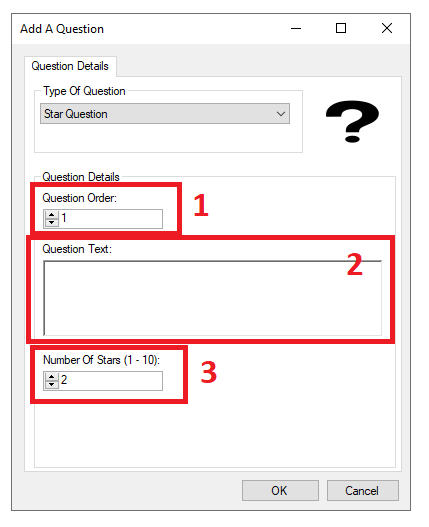 Add A Question
Question Details
Type Of Question
Star Question
?
Question Details
Question Order:
1
1
Question Text:
2
Number Of Stars (1 - 10):
2
3
OK
Cancel